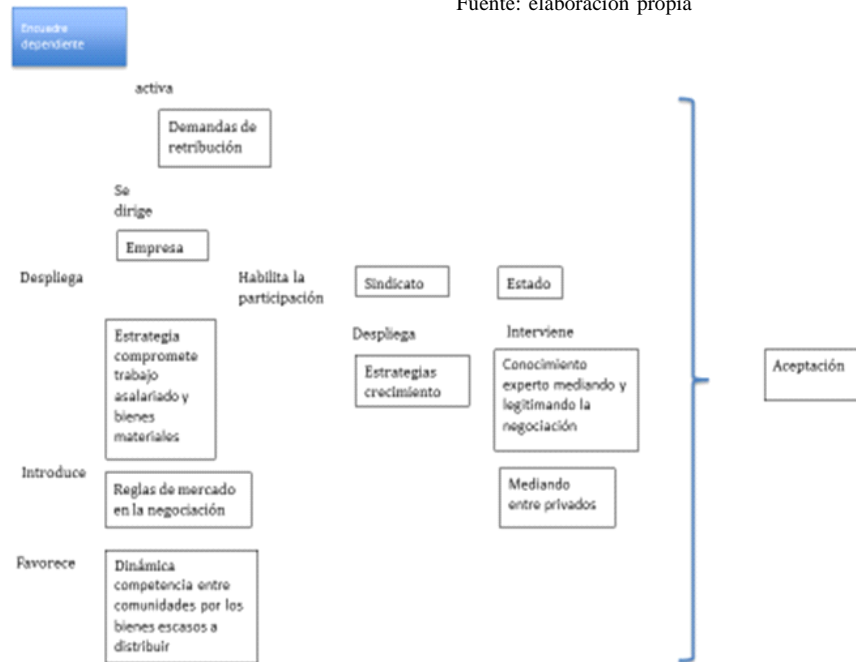 Fuente: elaboración propia
Encuadre
dependiente
activa
Demandas de
retribución
Se
dirige
Empresa
Despliega
Habilita la
participación
Sindicato
Estado
Estrategia
compromete
trabajo
asalariado y
bienes
materiales
Despliega
Estrategias
crecimiento
Interviene
Conocimiento
experto mediando y
legitimando la
negociación
Aceptación
Introduce
Reglas de mercado
en la negociación
Mediando
entre privados
Favorece
Dinámica
competencia entre
comunidades por los
bienes escasos a
distribuir